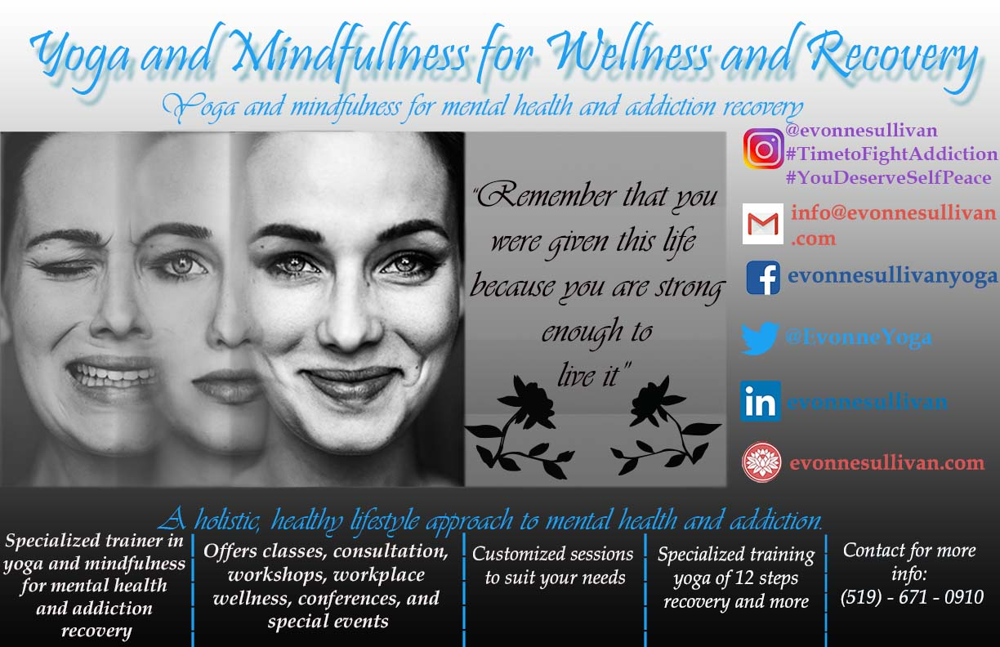 Yoga and Mindfullness for Wellness and Recovery
Yoga and mindfulness for mental health and addiction recovery
@evonnesullivan
#TimetoFightAddiction
#YouDeserveSelfPeace
info@evonnesullivan
.com
evonnesullivanyoga
@EvonneYoga
in evonnesullivan
evonnesullivan.com
"Remember that you
were given this life
because you are strong
enough to
live it"
A holistic, healthy lifestyle approach to mental health and addiction.
Specialized trainer in
yoga and mindfulness
for mental health
and addiction
recovery
Offers classes, consultation,
workshops, workplace
wellness, conferences, and
special events
Customized sessions
to suit your needs
Specialized training
yoga of 12 steps
recovery and more
Contact for more
info:
(519) - 671 - 0910